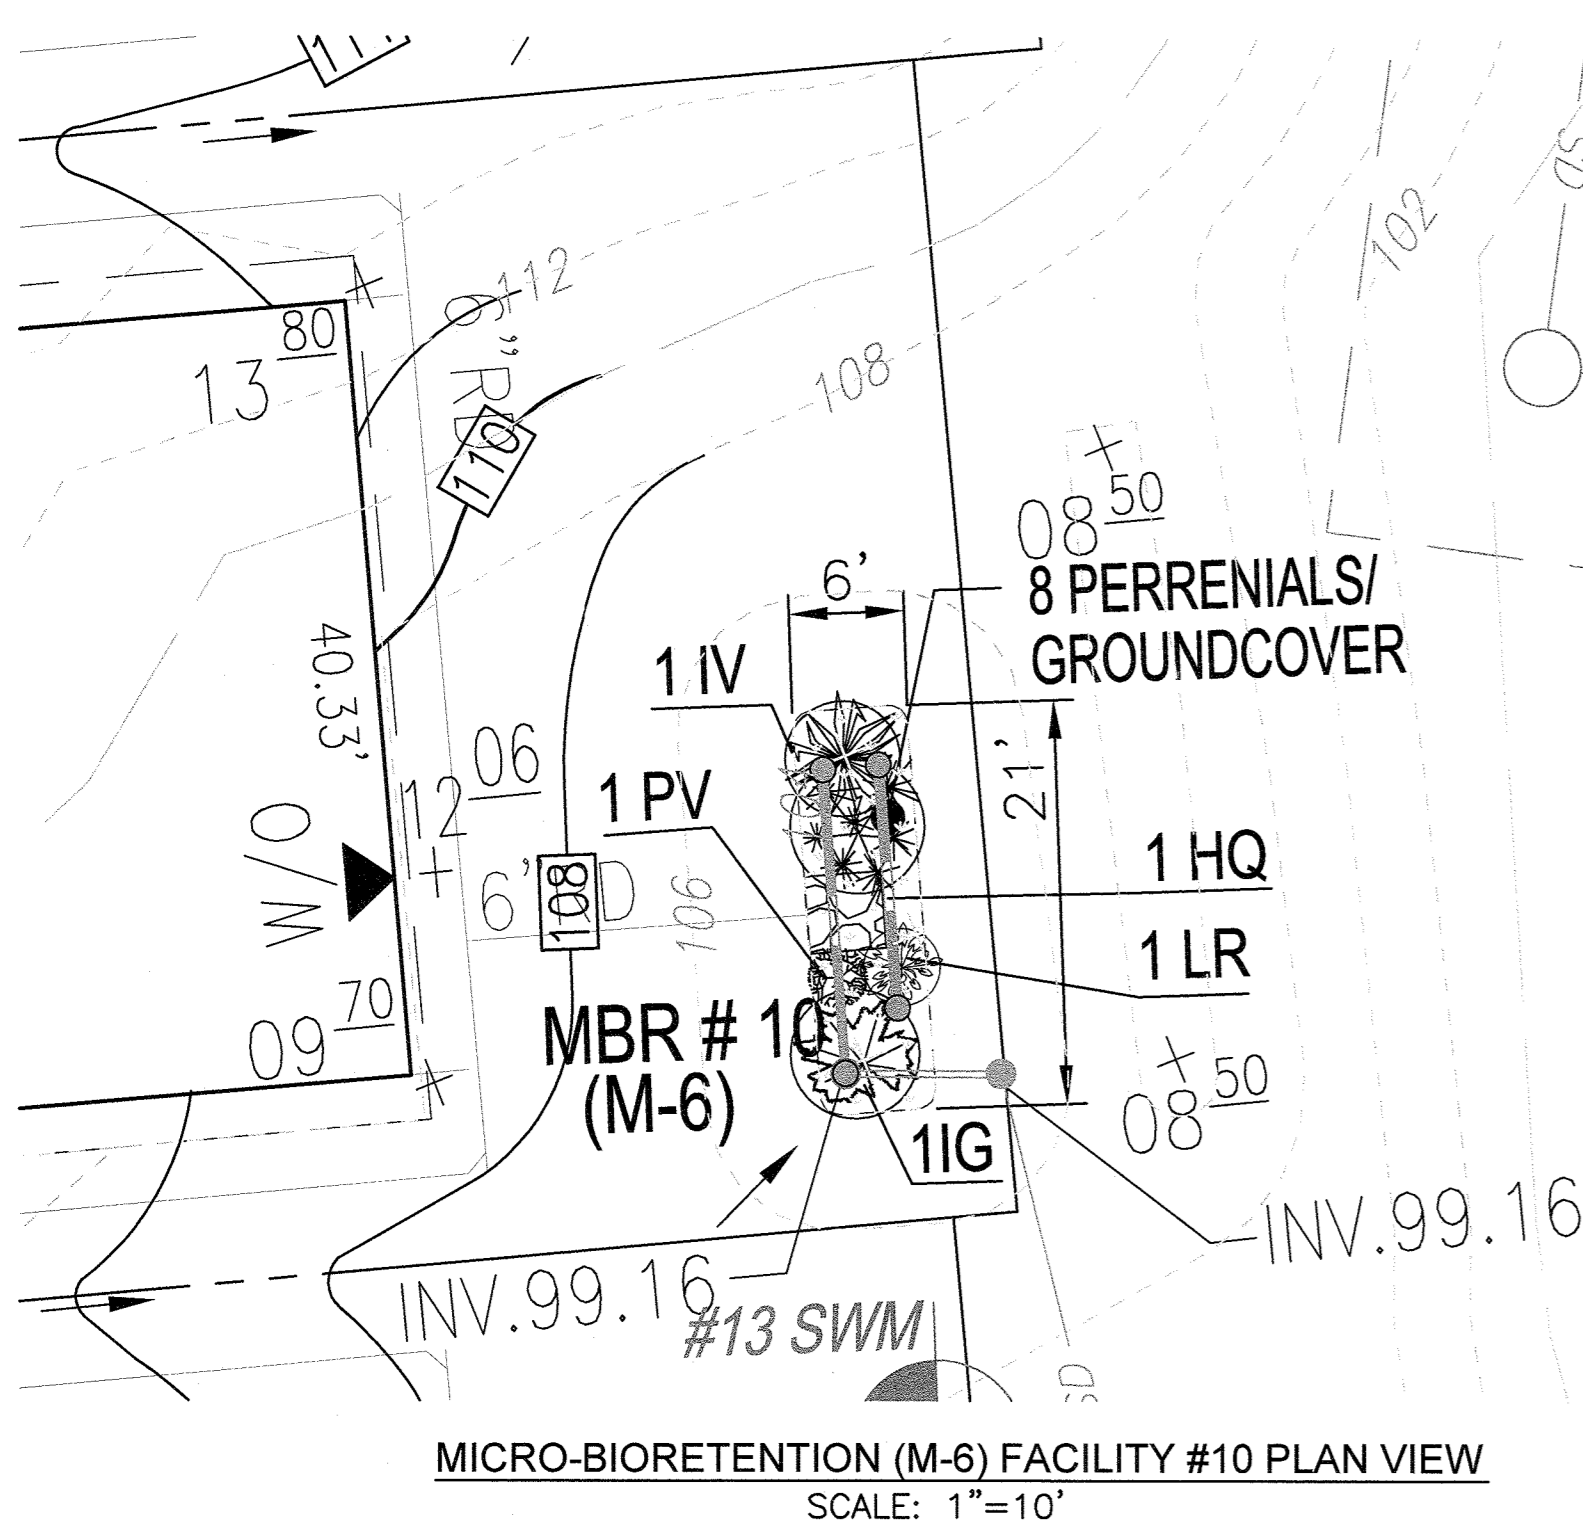 112
6"RD
13 80
110
108
102
SD
08 50
8 PERRENIALS/
GROUNDCOVER
6'
1 IV
40.33'
21'
12 06
1 PV
O/W
1 HQ
6"
108
106
1 LR
09 70
MBR # 10
(M-6)
08 50
1IG
INV.99.16
INV.99.16
#13 SWM
SD
MICRO-BIORETENTION (M-6) FACILITY #10 PLAN VIEW
SCALE: 1"=10'